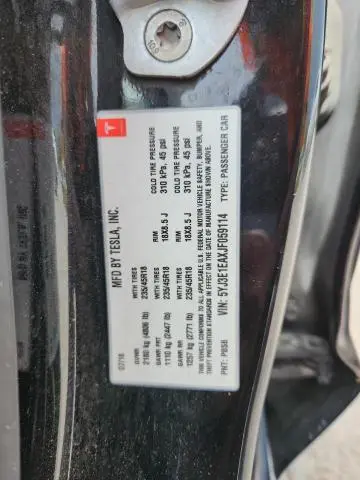 MFD BY TESLA, INC.
07/18
GVWR
2180 kg (4806 lb)
GAWR FRT
WITH TIRES
RIM
COLD TIRE PRESSURE
1110 kg (2447 lb)
235/45R18
18X8.5 J
310 kPa, 45 psi
GAWR RR
WITH TIRES
RIM
COLD TIRE PRESSURE
1257 kg (2771 lb)
235/45R18
18X8.5 J
310 kPa, 45 psi
THIS VEHICLE CONFORMS TO ALL APPLICABLE U.S. FEDERAL MOTOR VEHICLE SAFETY, BUMPER, AND
THEFT PREVENTION STANDARDS IN EFFECT ON THE DATE OF MANUFACTURE SHOWN ABOVE.
VIN: 5YJ3E1EAXJF059114
TYPE: PASSENGER CAR
PNT: PBSB